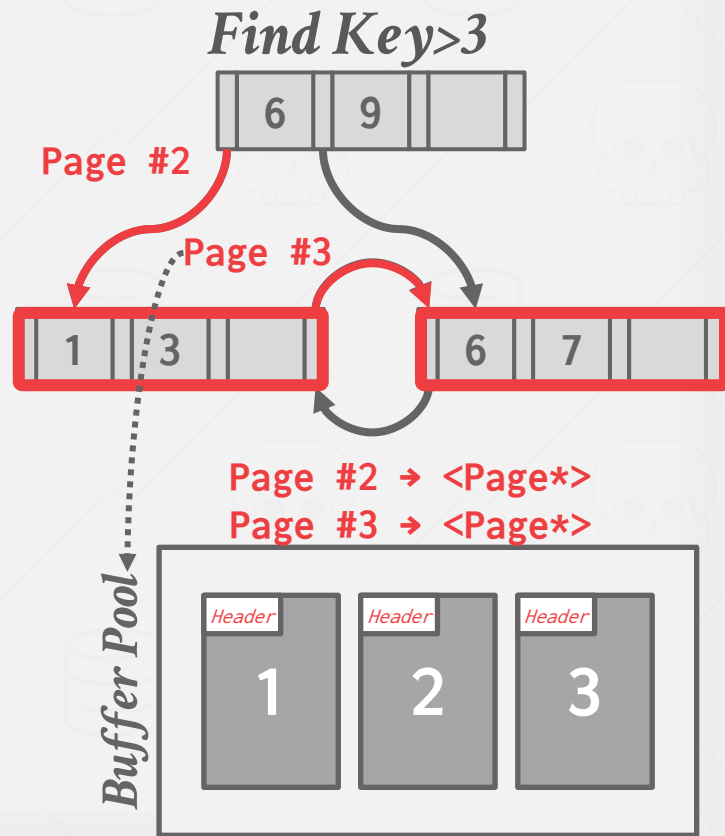 Find Key>3
6 9
Page #2
Page #3
1 3
6 7
Page #2 → <Page*>
Page #3 → <Page*>
Buffer Pool
Header Header Header
1 2 3